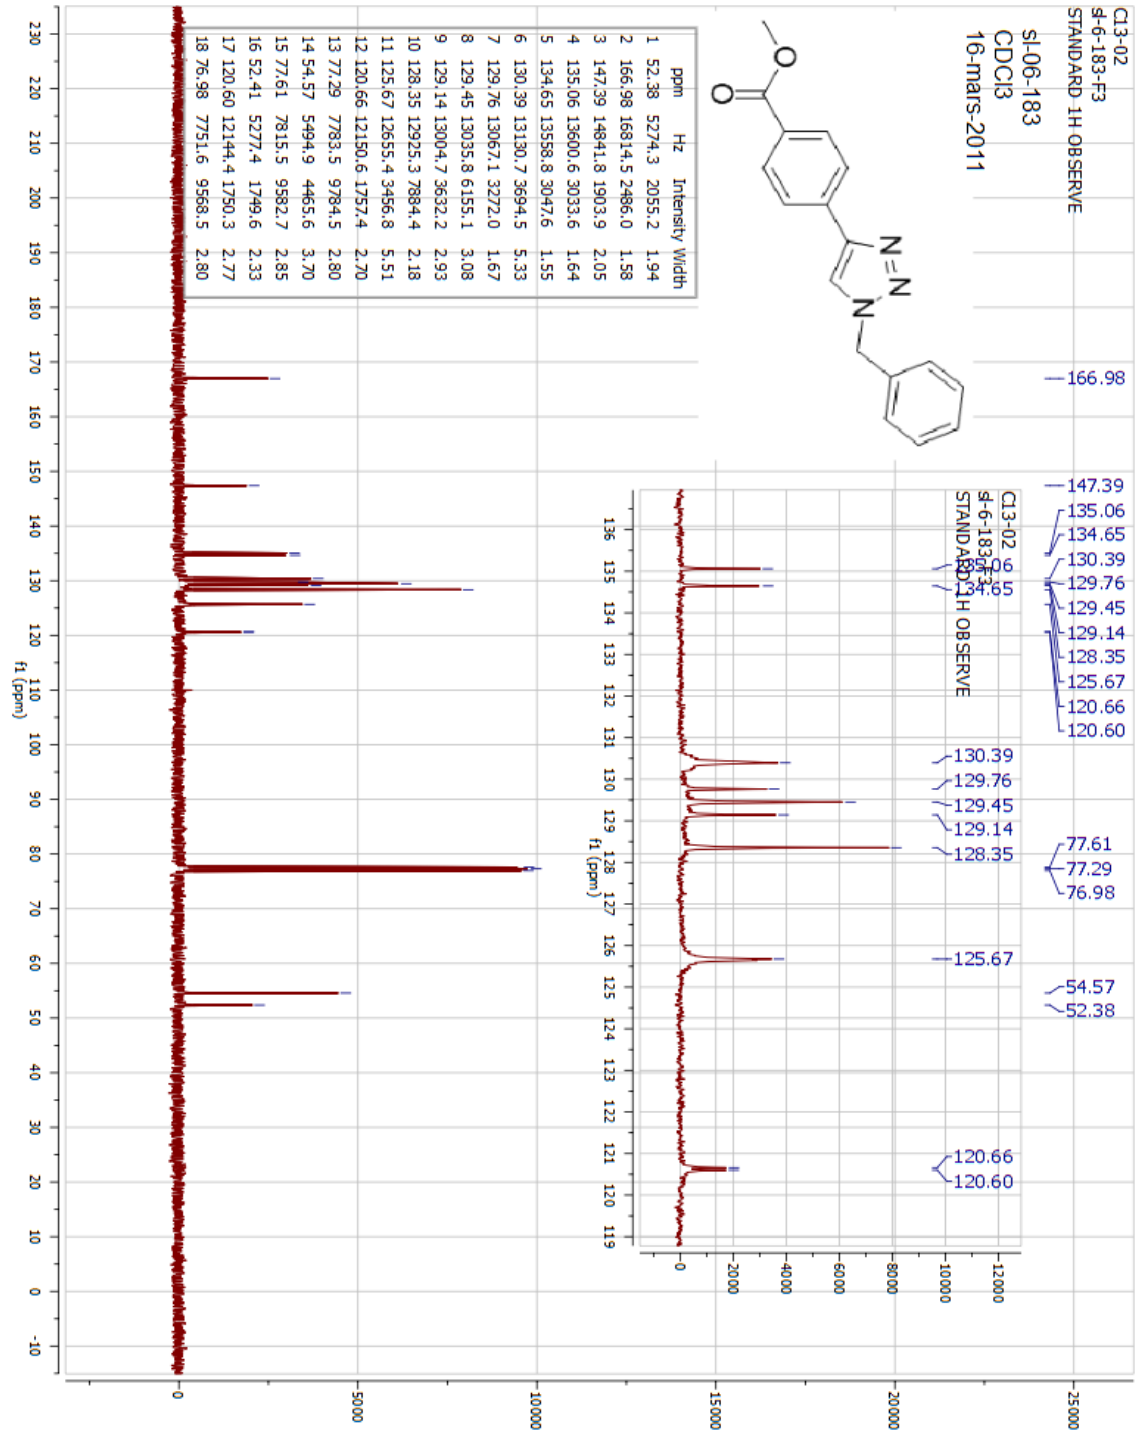 C13-02
sl-6-183-F3
STANDARD 1H OBSERVE
sl-06-183
CDCl3
16-mars-2011
O
O
N
N
N
ppm Hz Intensity Width
1 52.38 5274.3 2055.2 1.94
2 166.98 16814.5 2486.0 1.58
3 147.39 14841.8 1903.9 2.05
4 135.06 13600.6 3033.6 1.64
5 134.65 13558.8 3047.6 1.55
6 130.39 13130.7 3694.5 5.33
7 129.76 13067.1 3272.0 1.67
8 129.45 13035.8 6155.1 3.08
9 129.14 13004.7 3632.2 2.93
10 128.35 12925.3 7884.4 2.18
11 125.67 12655.4 3456.8 5.51
12 120.66 12150.6 1757.4 2.70
13 77.29 7783.5 9784.5 2.80
14 54.57 5494.9 4465.6 3.70
15 77.61 7815.5 9582.7 2.85
16 52.41 5277.4 1749.6 2.33
17 120.60 12144.4 1750.3 2.77
18 76.98 7751.6 9568.5 2.80
166.98
147.39
135.06
134.65
130.39
129.76
129.45
129.14
128.35
125.67
120.66
120.60
77.61
77.29
76.98
54.57
52.38
C13-02
sl-6-183-F3
STANDARD 1H OBSERVE
135.06
134.65
130.39
129.76
129.45
129.14
128.35
125.67
120.66
120.60
12000
10000
8000
6000
4000
2000
0
136 135 134 133 132 131 130 129 128 127 126 125 124 123 122 121 120 119
f1 (ppm)
25000
20000
15000
10000
5000
0
230 220 210 200 190 180 170 160 150 140 130 120 110 100 90 80 70 60 50 40 30 20 10 0 -10
f1 (ppm)